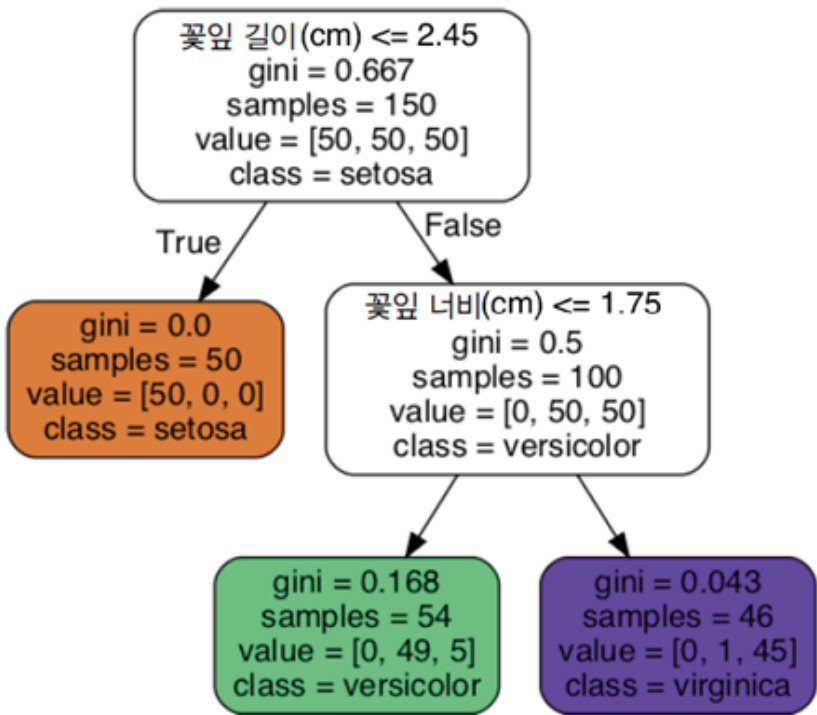 꽃잎 길이(cm) <= 2.45
gini = 0.667
samples = 150
value = [50, 50, 50]
class = setosa
True
False
gini = 0.0
samples = 50
value = [50, 0, 0]
class = setosa
꽃잎 너비(cm) <= 1.75
gini = 0.5
samples = 100
value = [0, 50, 50]
class = versicolor
gini = 0.168
samples = 54
value = [0, 49, 5]
class = versicolor
gini = 0.043
samples = 46
value = [0, 1, 45]
class = virginica